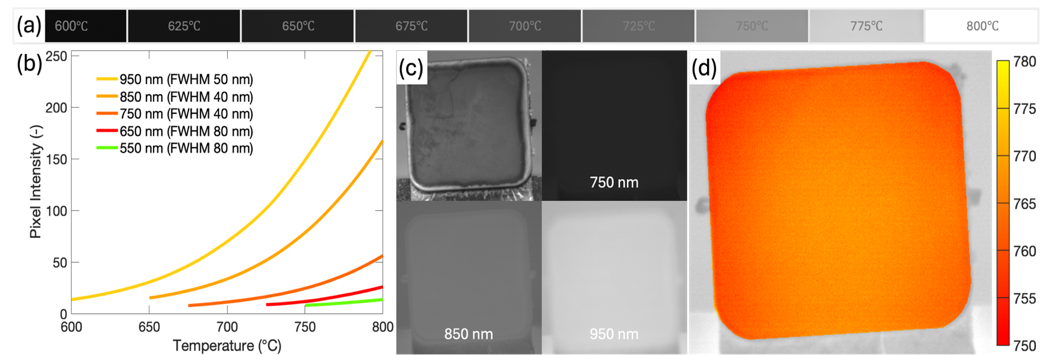 (a) 600°C 625°C 650°C 675°C 700°C 725°C 750°C 775°C 800°C
(b)
250
200
150
100
50
0
Pixel Intensity (-)
950 nm (FWHM 50 nm)
850 nm (FWHM 40 nm)
750 nm (FWHM 40 nm)
650 nm (FWHM 80 nm)
550 nm (FWHM 80 nm)
600 650 700 750 800
Temperature (°C)
(c)
750 nm
850 nm
950 nm
(d)
780
775
770
765
760
755
750